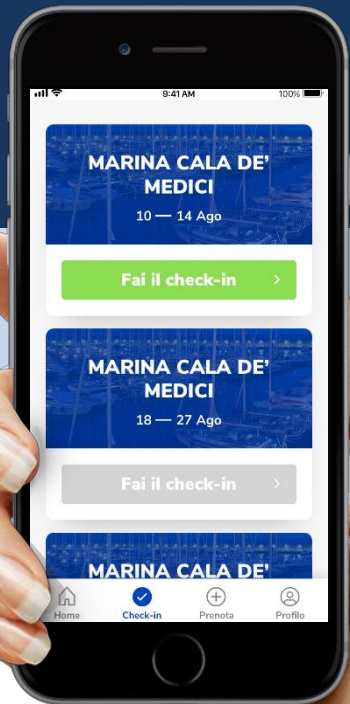 9:41 AM
100%
MARINA CALA DE'
MEDICI
10 — 14 Ago
Fai il check-in
MARINA CALA DE'
MEDICI
18 — 27 Ago
Fai il check-in
MARINA CALA DE'
Home
Check-in
Prenota
Profilo